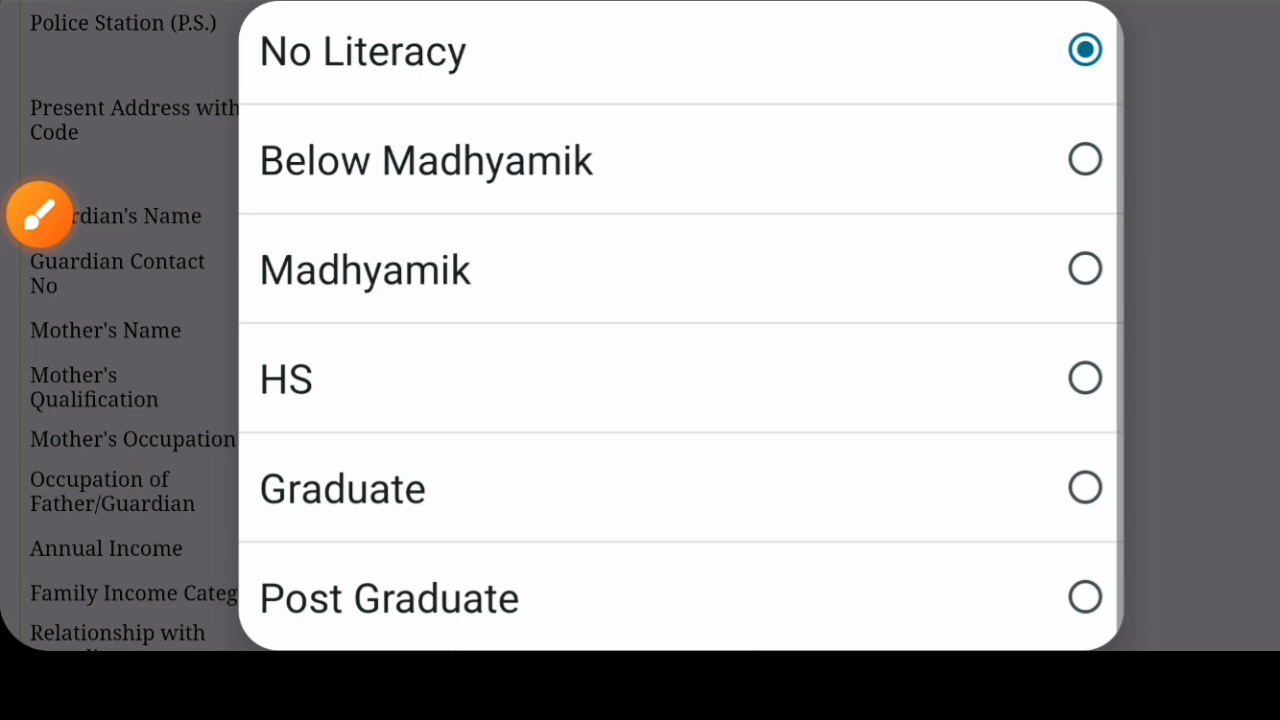 Police Station (P.S.)
Present Address with
Code
rdian's Name
Guardian Contact
No
Mother's Name
Mother's
Qualification
Mother's Occupation
Occupation of
Father/Guardian
Annual Income
Family Income Categ
Relationship with
No Literacy
Below Madhyamik
Madhyamik
HS
Graduate
Post Graduate